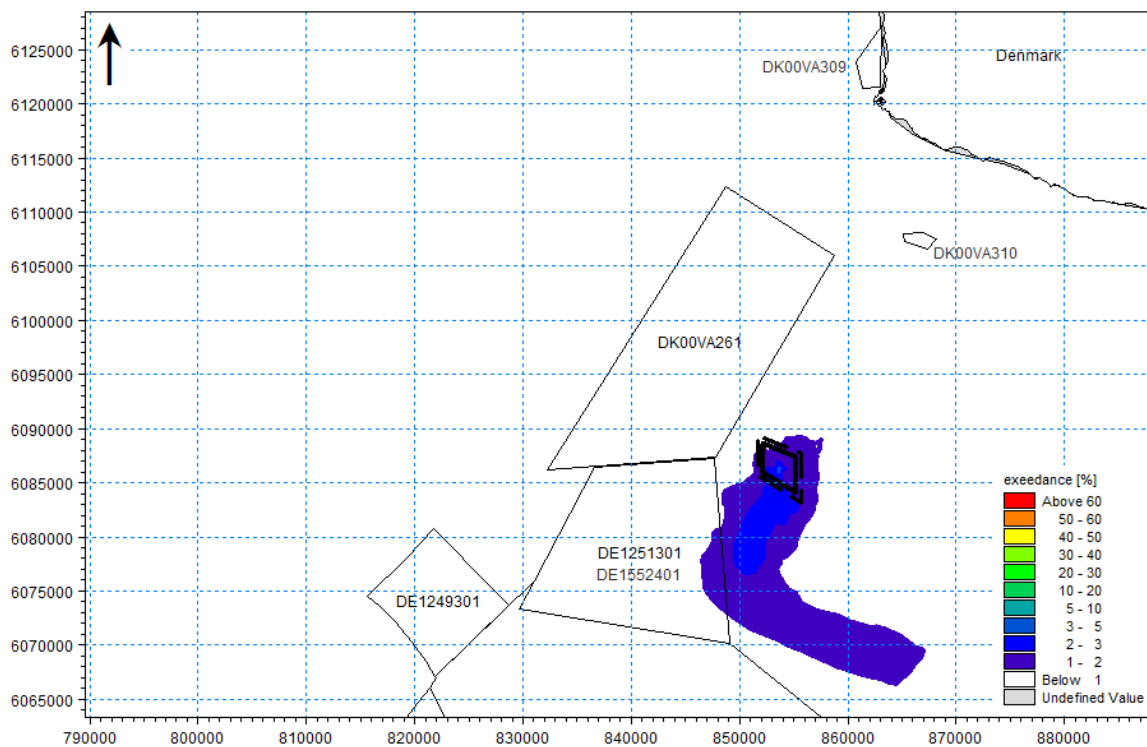 6125000
Denmark
DK00VA309
6120000
6115000
6110000
DK00VA310
6105000
6100000
DK00VA261
6095000
6090000
6085000
exeedance [%]
Above 60
50 - 60
40 - 50
30 - 40
20 - 30
10 - 20
5 - 10
3 - 5
2 - 3
1 - 2
Below 1
Undefined Value
6080000
DE1251301
DE1552401
6075000
DE1249301
6070000
6065000
790000 800000 810000 820000 830000 840000 850000 860000 870000 880000